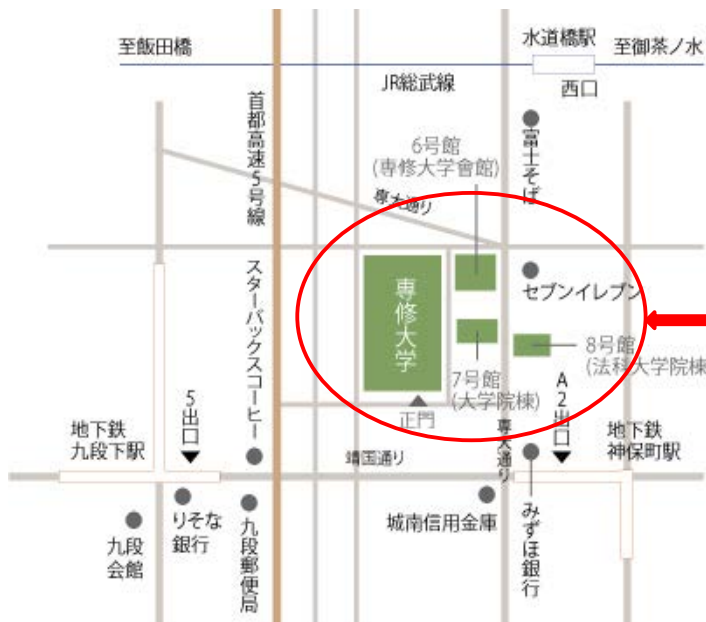 水道橋駅
至飯田橋
至御茶ノ水
JR総武線
西口
首都高速5号線
富士そば
6号館
(専修大学會館)
専大通り
専修大学
セブンイレブン
スターバックスコーヒー
8号館
(法科大学院棟
7号館
(大学院棟)
正門
A2出口
5出口
地下鉄
九段下駅
専大通り
地下鉄
神保町駅
靖国通り
りそな
銀行
九段
会館
九段郵便局
城南信用金庫
みずほ銀行